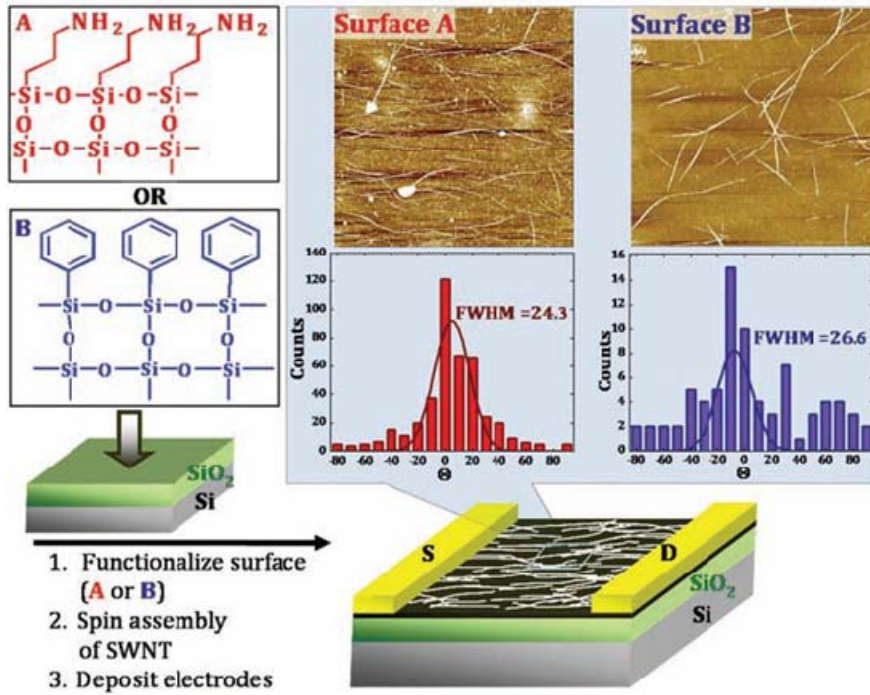 A
NH2 NH2 NH2
Si-O-Si-O-Si
O O O
Si-O-Si-O-Si
OR
B
Si-O-Si-O-Si
O O O
Si-O-Si-O-Si
SiO2
Si
1. Functionalize surface
(A or B)
2. Spin assembly
of SWNT
3. Deposit electrodes
Surface A
140
120
100
80
60
40
20
0
Counts
FWHM =24.3
-80 -60 -40 -20 0 20 40 60 80
Θ
Surface B
16
14
12
10
8
6
4
2
0
Counts
FWHM =26.6
-80 -60 -40 -20 0 20 40 60 80
Θ
S
D
SiO2
Si